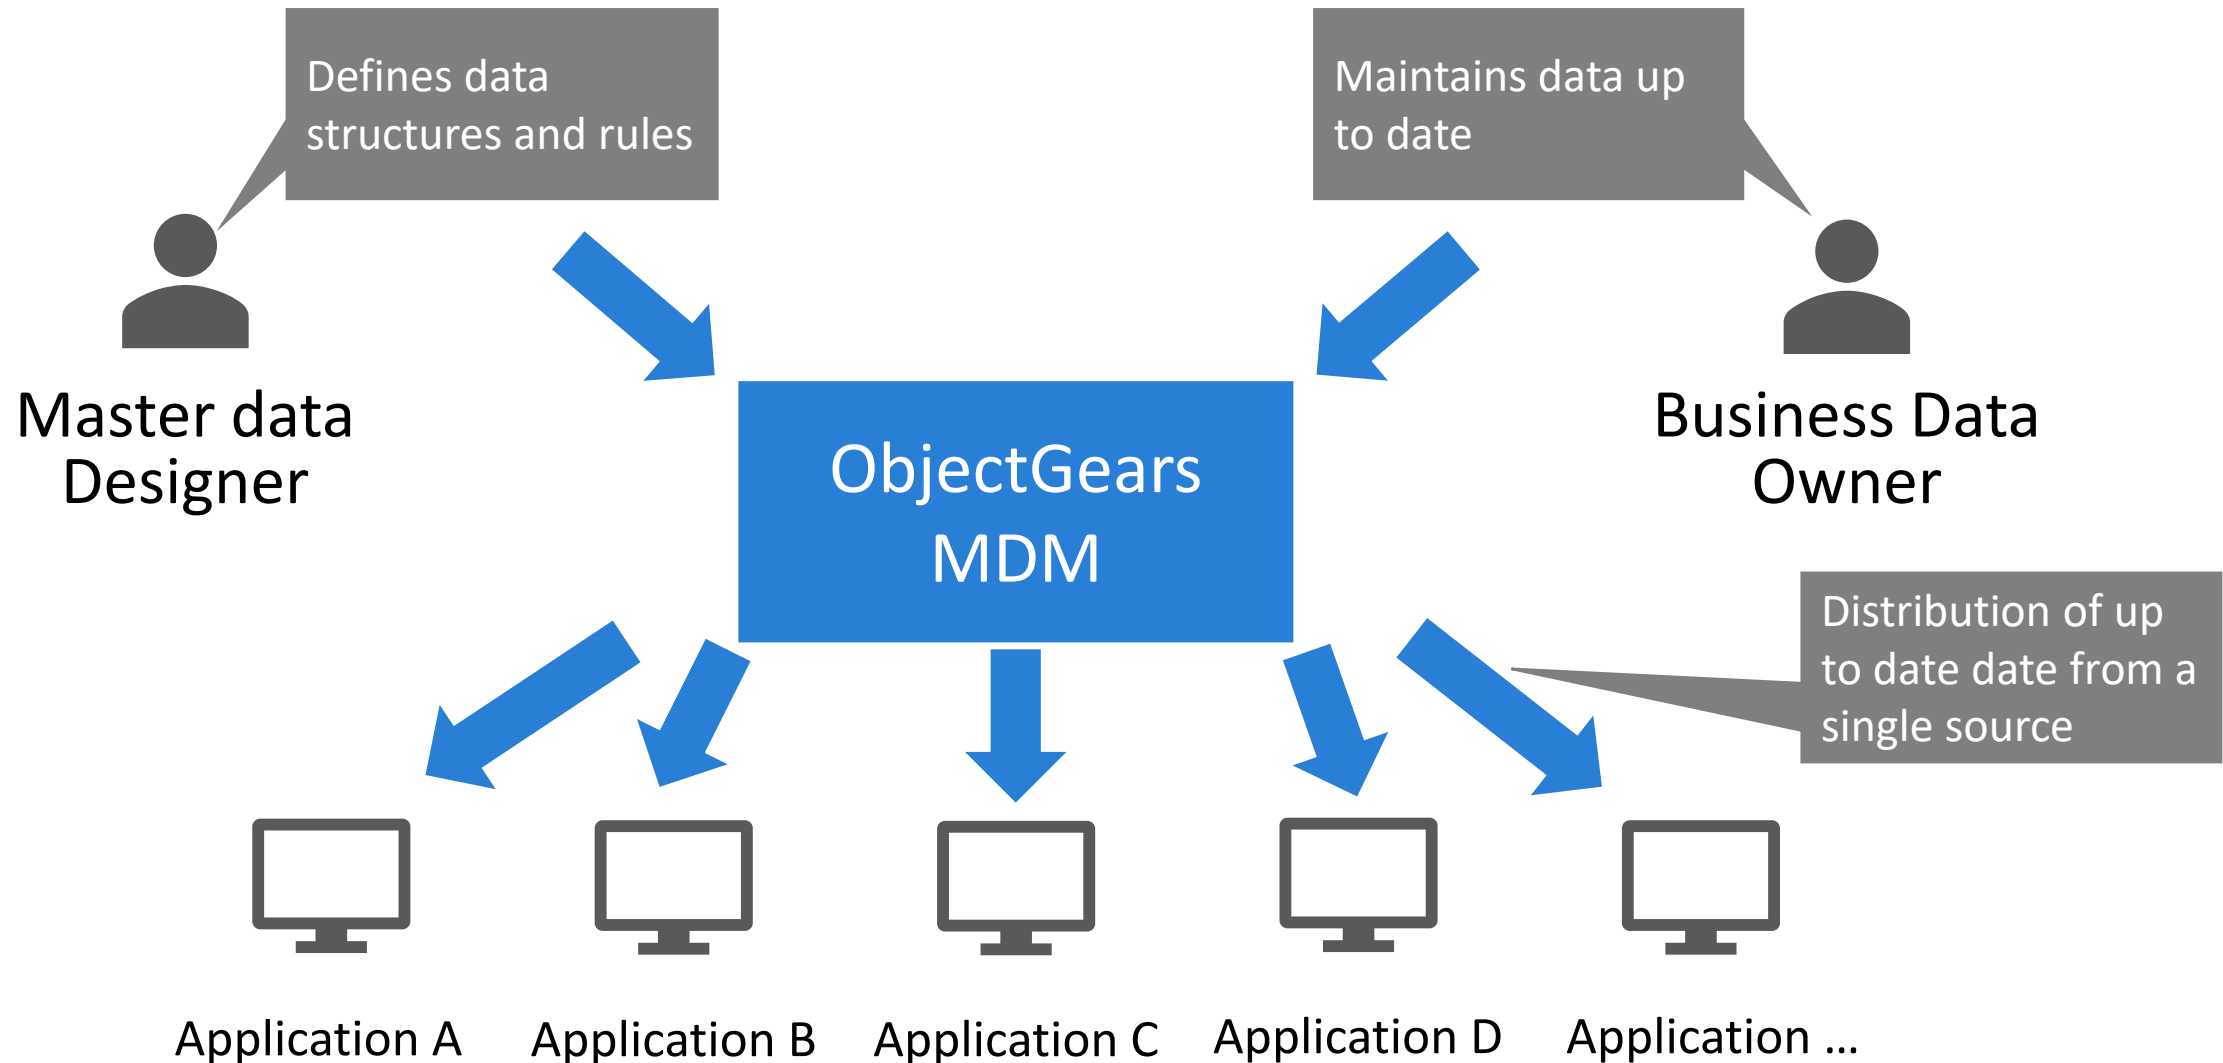 Defines data
structures and rules
Maintains data up
to date
Master data
Designer
Business Data
Owner
ObjectGears
MDM
Distribution of up
to date date from a
single source
Application A
Application B
Application C
Application D
Application ...